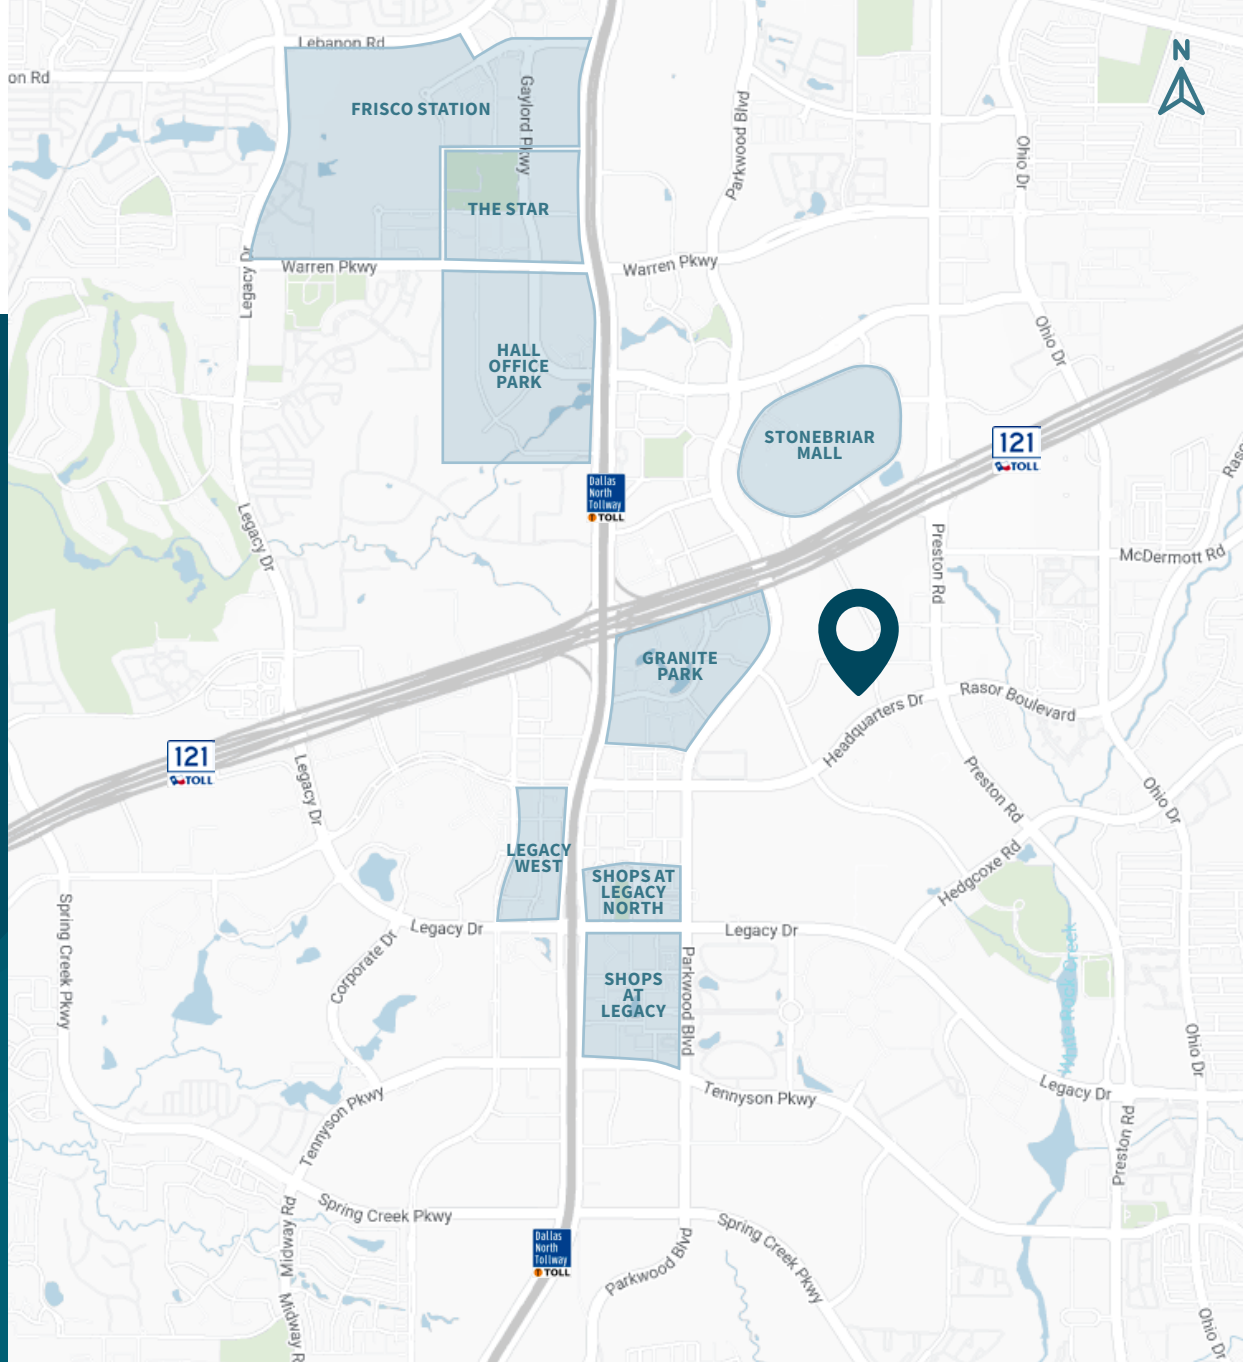 N
Lebanon Rd
on Rd
FRISCO STATION
Gaylord Pkwy
Parkwood Blvd
Ohio Dr
THE STAR
Warren Pkwy
Warren Pkwy
Legacy Dr
HALL
OFFICE
PARK
Ohio Dr
STONEBRIAR
MALL
121
TOLL
Dallas
North
Tollway
TOLL
Legacy Dr
Preston Rd
McDermott Rd
GRANITE
PARK
Rasor Boulevard
Headquarters Dr
121
TOLL
Legacy Dr
Preston Rd
Ohio Dr
LEGACY
WEST
SHOPS AT
LEGACY
NORTH
Hedgcoxe Rd
Spring Creek Pkwy
Corporate Dr
Legacy Dr
Legacy Dr
SHOPS
AT
LEGACY
Parkwood Blvd
White Rock Creek
Ohio Dr
Tennyson Pkwy
Tennyson Pkwy
Legacy Dr
Preston Rd
Midway Rd
Spring Creek Pkwy
Dallas
North
Tollway
TOLL
Parkwood Blvd
Spring Creek Pkwy
Midway R
Ohio Dr